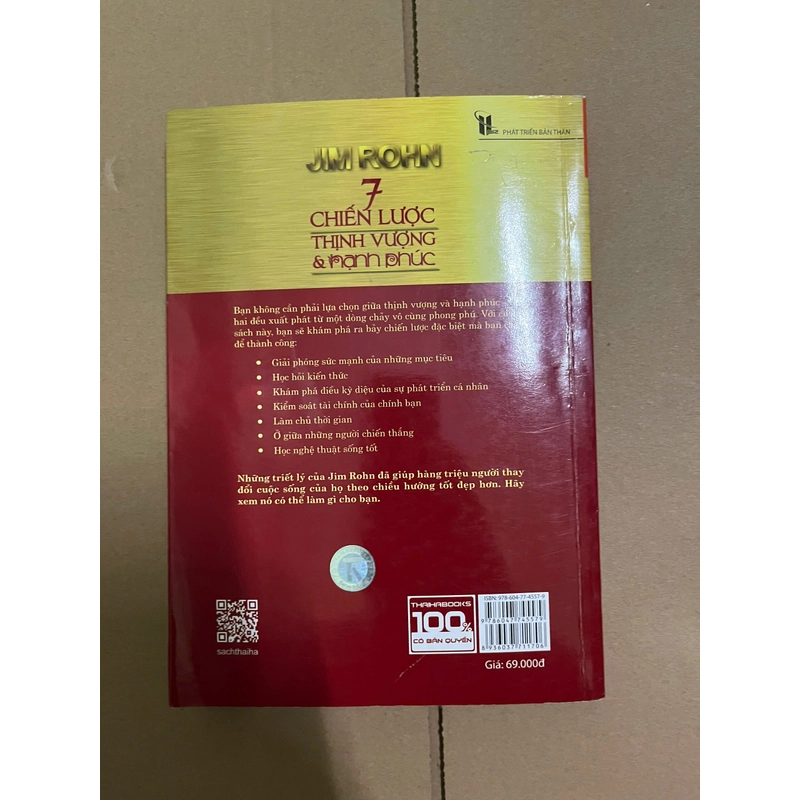 PHÁT TRIỂN BẢN THÂN
JIM ROHN
7
CHIẾN LƯỢC
THỊNH VƯỢNG
& HẠNH PHÚC
Bạn không cần phải lựa chọn giữa thịnh vượng và hạnh phúc
hai đều xuất phát từ một dòng chảy vô cùng phong phú. Với
sách này, bạn sẽ khám phá ra bảy chiến lược đặc biệt mà bạn
để thành công:
• Giải phóng sức mạnh của những mục tiêu
• Học hỏi kiến thức
• Khám phá điều kỳ diệu của sự phát triển cá nhân
• Kiểm soát tài chính của chính bạn
• Làm chủ thời gian
• Ở giữa những người chiến thắng
• Học nghệ thuật sống tốt
Những triết lý của Jim Rohn đã giúp hàng triệu người thay
đổi cuộc sống của họ theo chiều hướng tốt đẹp hơn. Hãy
xem nó có thể làm gì cho bạn.
sachthaiha
THAIHABOOKS
100%
CÓ BẢN QUYỀN
ISBN: 978-604-77-4557-9
9 786047 745579
8 936037 711706
Giá: 69.000đ